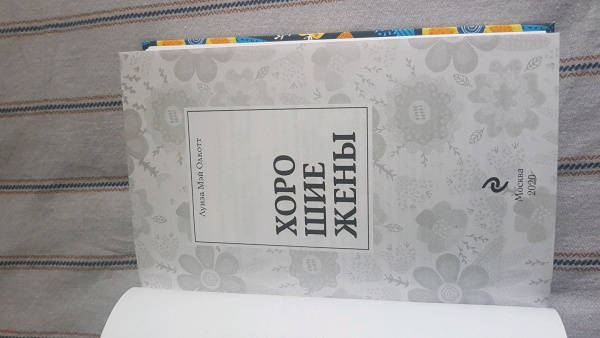 Луиза Мэй Олкотт
ХОРО
ШИЕ
ЖЕНЫ
Москва
2020